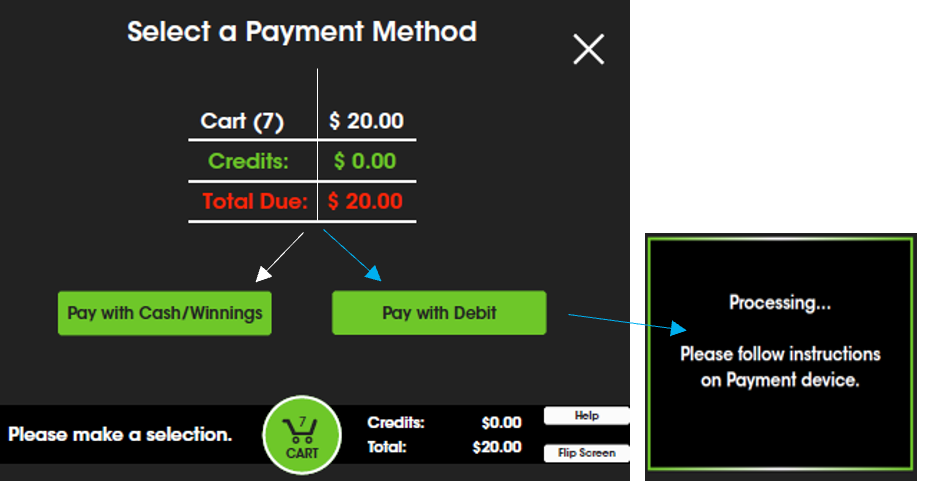 Select a Payment Method
Cart (7) $ 20.00
Credits: $ 0.00
Total Due: $ 20.00
Pay with Cash/Winnings
Pay with Debit
Please make a selection.
7
CART
Credits: $0.00
Total: $20.00
Help
Flip Screen
Processing...
Please follow instructions
on Payment device.